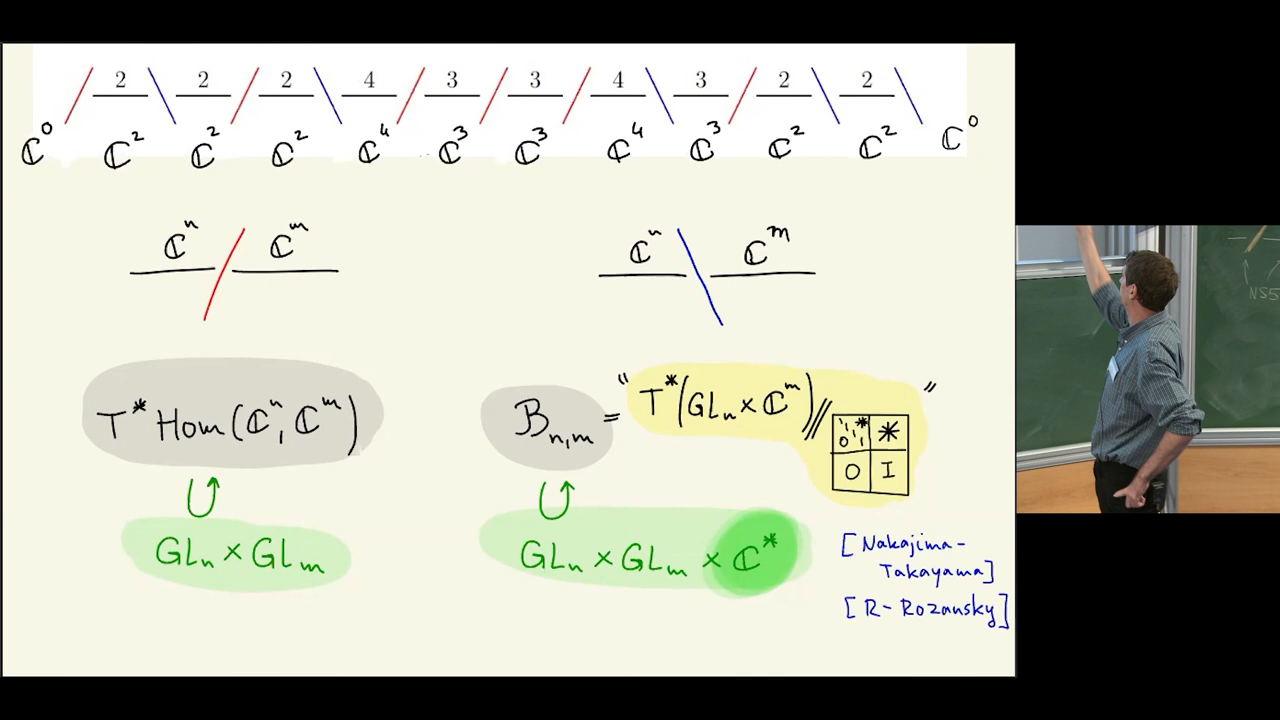 2 2 2 4 3 3 4 3 2 2
ℂ⁰ ℂ² ℂ² ℂ² ℂ⁴ ℂ³ ℂ³ ℂ⁴ ℂ³ ℂ² ℂ² ℂ⁰
ℂⁿ ℂᵐ ℂⁿ ℂᵐ
T* Hom(ℂⁿ, ℂᵐ)
B_{n,m} = "T*(GLₙ × ℂᵐ) // "
* *
0
0 I
GLₙ × GLₘ
GLₙ × GLₘ × ℂ*
[Nakajima-
Takayama]
[R-Rozansky]
NS5